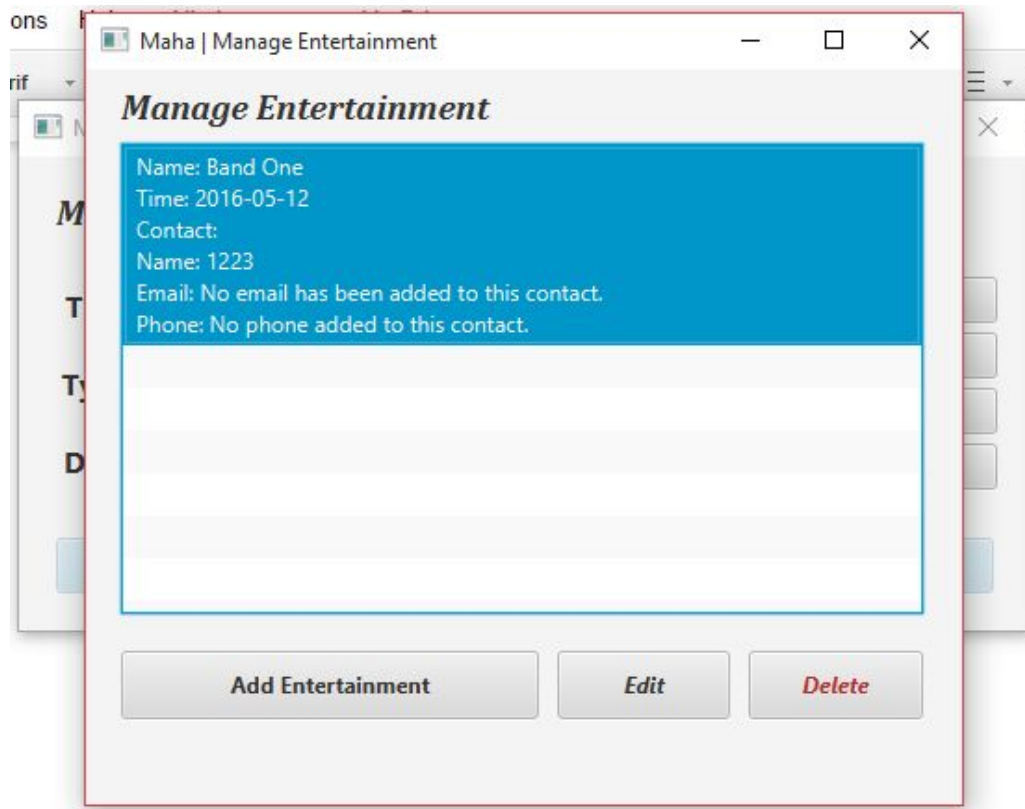 ons
rif
Maha | Manage Entertainment
Manage Entertainment
Name: Band One
Time: 2016-05-12
Contact:
Name: 1223
Email: No email has been added to this contact.
Phone: No phone added to this contact.
M
T
Ty
D
Add Entertainment
Edit
Delete